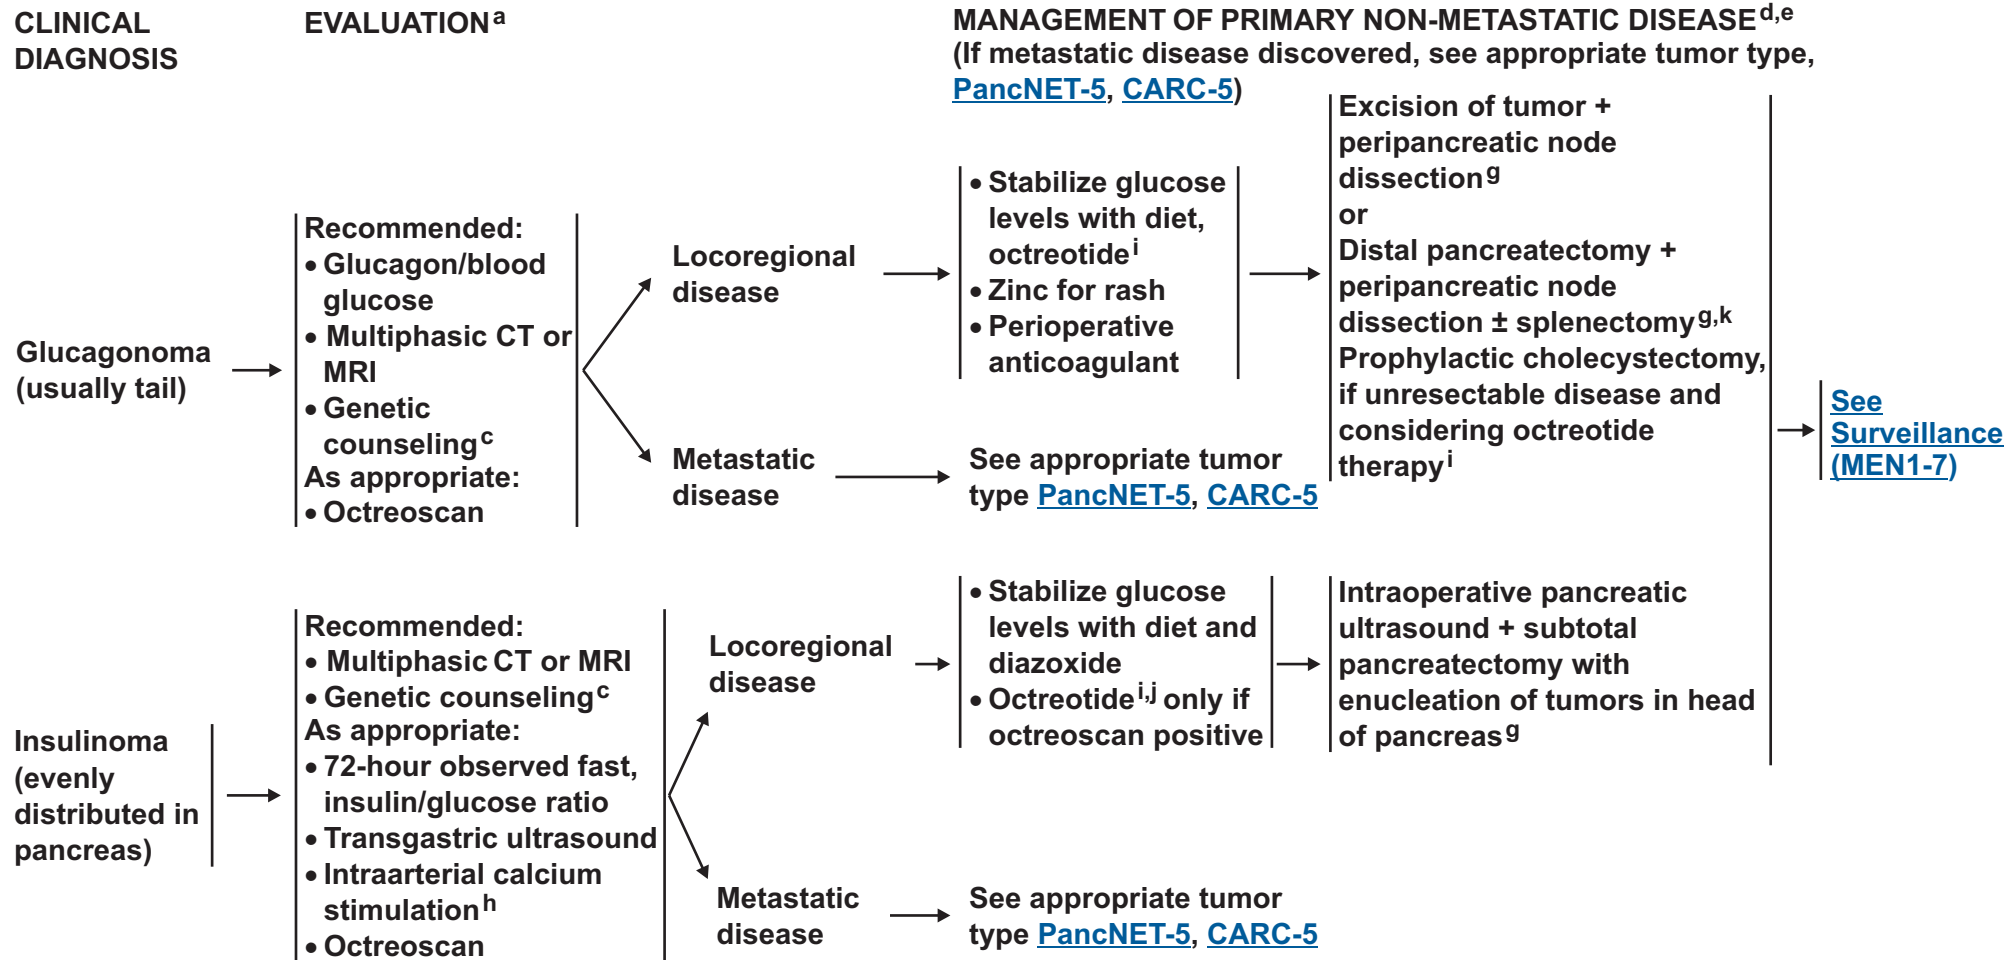 CLINICAL
DIAGNOSIS
EVALUATIONa
MANAGEMENT OF PRIMARY NON-METASTATIC DISEASEd,e
(If metastatic disease discovered, see appropriate tumor type,
PancNET-5, CARC-5)
Glucagonoma
(usually tail)
Recommended:
• Glucagon/blood
glucose
• Multiphasic CT or
MRI
• Genetic
counselingc
As appropriate:
• Octreoscan
Locoregional
disease
• Stabilize glucose
levels with diet,
octreotidei
• Zinc for rash
• Perioperative
anticoagulant
Excision of tumor +
peripancreatic node
dissectiong
or
Distal pancreatectomy +
peripancreatic node
dissection ± splenectomyg,k
Prophylactic cholecystectomy,
if unresectable disease and
considering octreotide
therapyi
Metastatic
disease
See appropriate tumor
type PancNET-5, CARC-5
See
Surveillance
(MEN1-7)
Insulinoma
(evenly
distributed in
pancreas)
Recommended:
• Multiphasic CT or MRI
• Genetic counselingc
As appropriate:
• 72-hour observed fast,
insulin/glucose ratio
• Transgastric ultrasound
• Intraarterial calcium
stimulationh
• Octreoscan
Locoregional
disease
• Stabilize glucose
levels with diet and
diazoxide
• Octreotidei,j only if
octreoscan positive
Intraoperative pancreatic
ultrasound + subtotal
pancreatectomy with
enucleation of tumors in head
of pancreasg
Metastatic
disease
See appropriate tumor
type PancNET-5, CARC-5